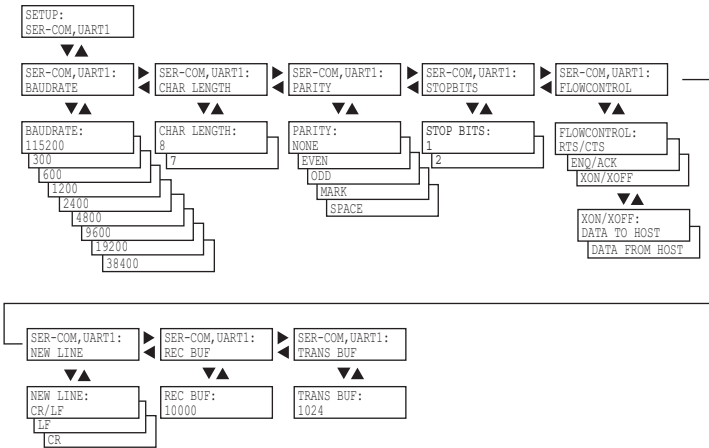 SETUP:
SER-COM,UART1
SER-COM,UART1:
BAUDRATE
SER-COM,UART1:
CHAR LENGTH
SER-COM,UART1:
PARITY
SER-COM,UART1:
STOPBITS
SER-COM,UART1:
FLOWCONTROL
BAUDRATE:
115200
300
600
1200
2400
4800
9600
19200
38400
CHAR LENGTH:
8
7
PARITY:
NONE
EVEN
ODD
MARK
SPACE
STOP BITS:
1
2
FLOWCONTROL:
RTS/CTS
ENQ/ACK
XON/XOFF
XON/XOFF:
DATA TO HOST
DATA FROM HOST
SER-COM,UART1:
NEW LINE
SER-COM,UART1:
REC BUF
SER-COM,UART1:
TRANS BUF
NEW LINE:
CR/LF
LF
CR
REC BUF:
10000
TRANS BUF:
1024